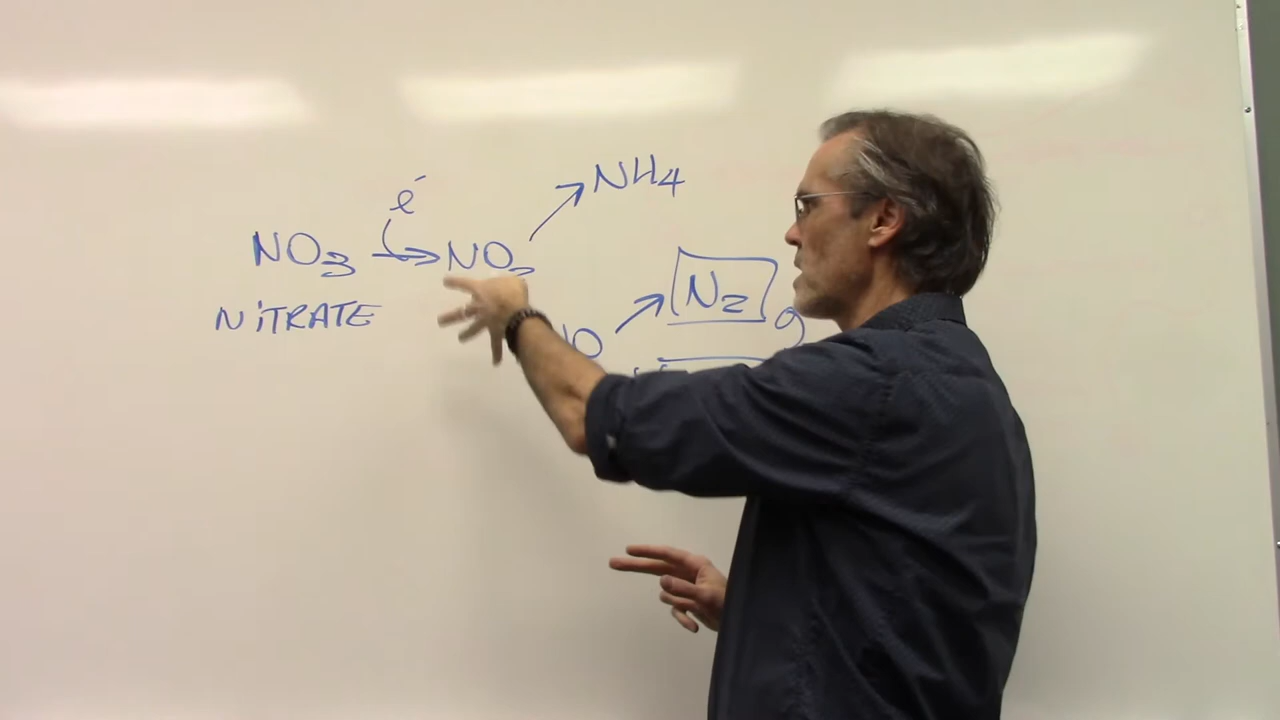 NH4
e-
NO3 → NO2
N2
NITRATE
NO
g